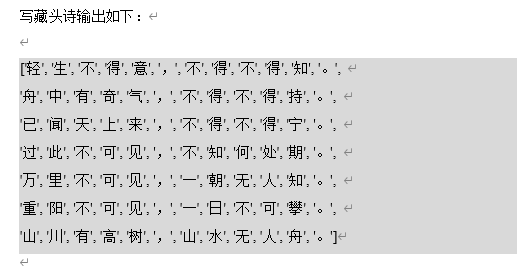 写藏头诗输出如下：
['轻', '生', '不', '得', '意', '，', '不', '得', '不', '得', '知', '。',
'舟', '中', '有', '奇', '气', '，', '不', '得', '不', '得', '持', '。',
'已', '闻', '天', '上', '来', '，', '不', '得', '不', '得', '宁', '。',
'过', '此', '不', '可', '见', '，', '不', '知', '何', '处', '期', '。',
'万', '里', '不', '可', '见', '，', '一', '朝', '无', '人', '知', '。',
'重', '阳', '不', '可', '见', '，', '一', '日', '不', '可', '攀', '。',
'山', '川', '有', '高', '树', '，', '山', '水', '无', '人', '舟', '。']